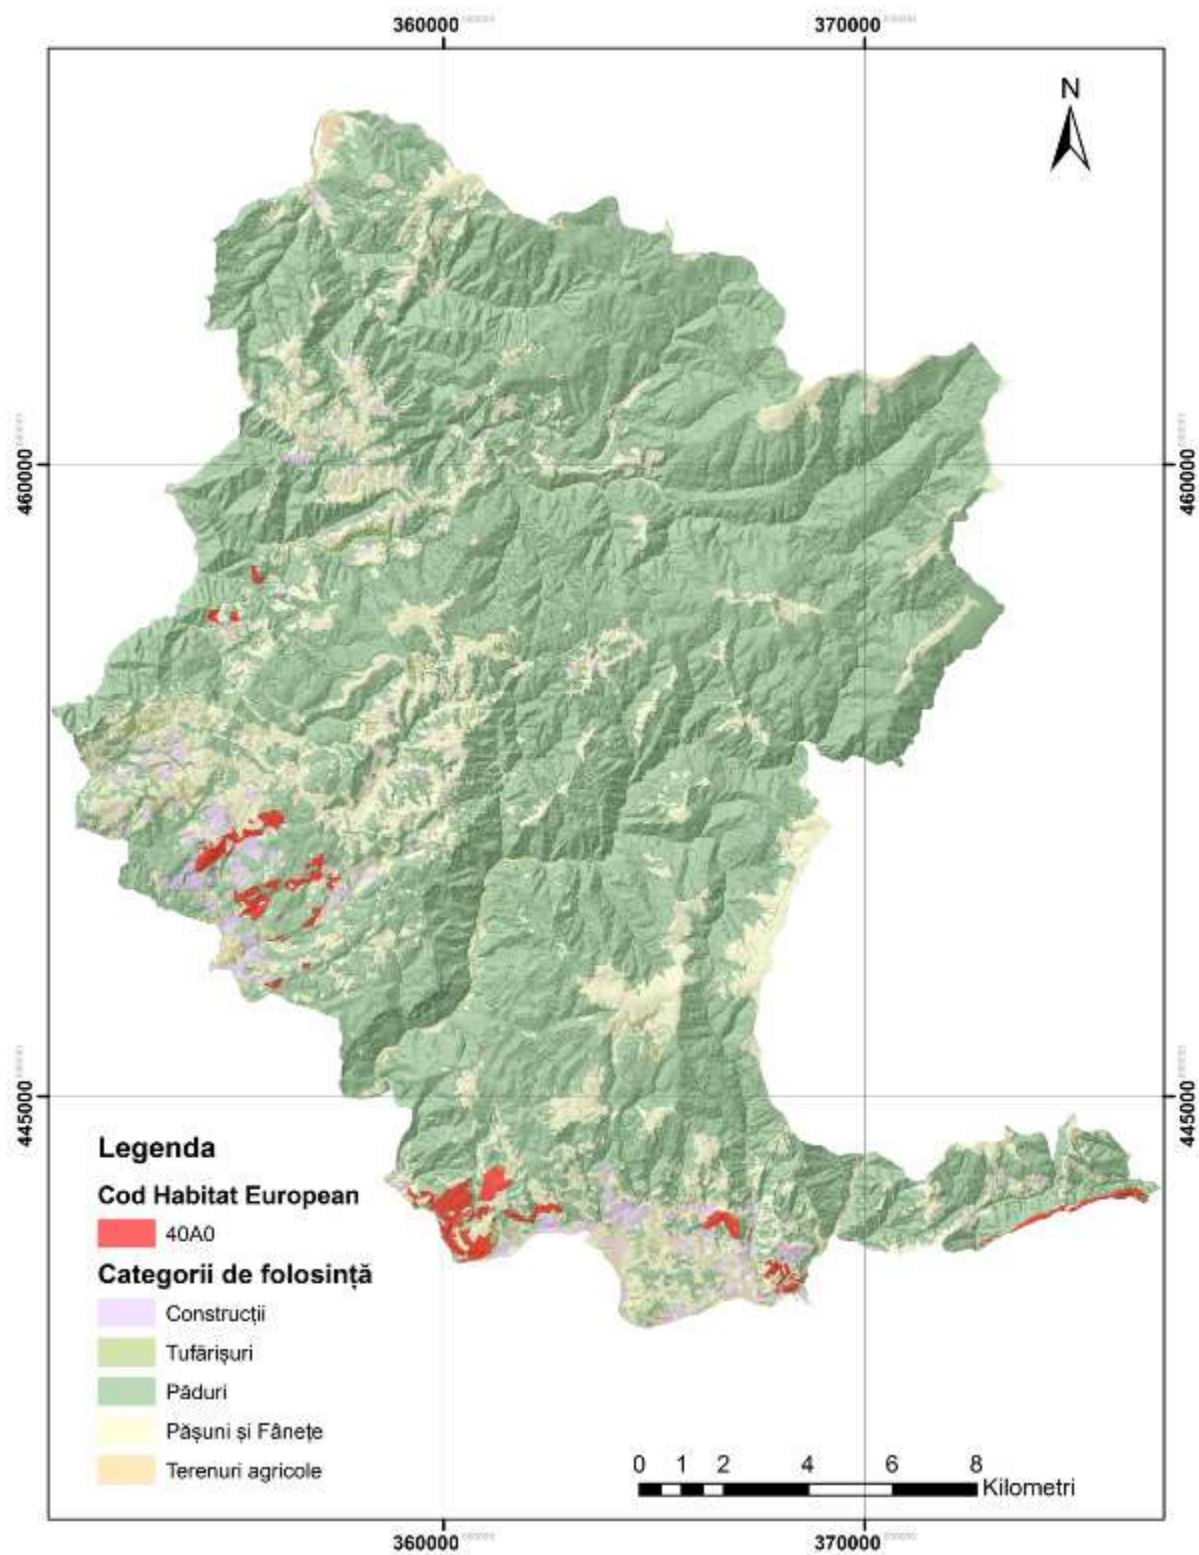 360000
370000
N
460000
460000
445000
445000
Legenda
Cod Habitat European
40A0
Categorii de folosință
Construcții
Tufărișuri
Păduri
Pășuni și Fânețe
Terenuri agricole
0 1 2 4 6 8
Kilometri
360000
370000